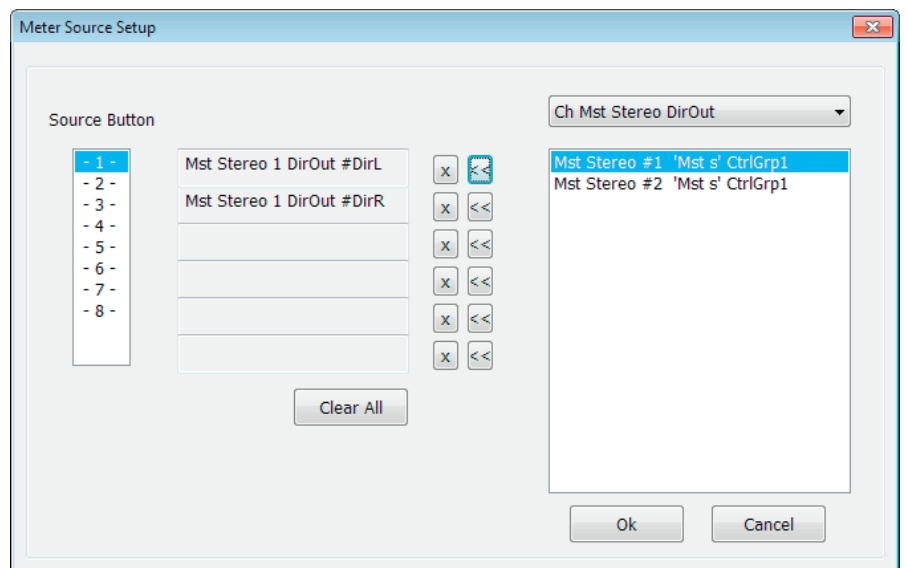 Meter Source Setup
x
Source Button
Ch Mst Stereo DirOut
- 1 -
- 2 -
- 3 -
- 4 -
- 5 -
- 6 -
- 7 -
- 8 -
Mst Stereo 1 DirOut #DirL
x <<
Mst Stereo 1 DirOut #DirR
x <<
x <<
x <<
x <<
x <<
Clear All
Mst Stereo #1 'Mst s' CtrlGrp1
Mst Stereo #2 'Mst s' CtrlGrp1
Ok
Cancel